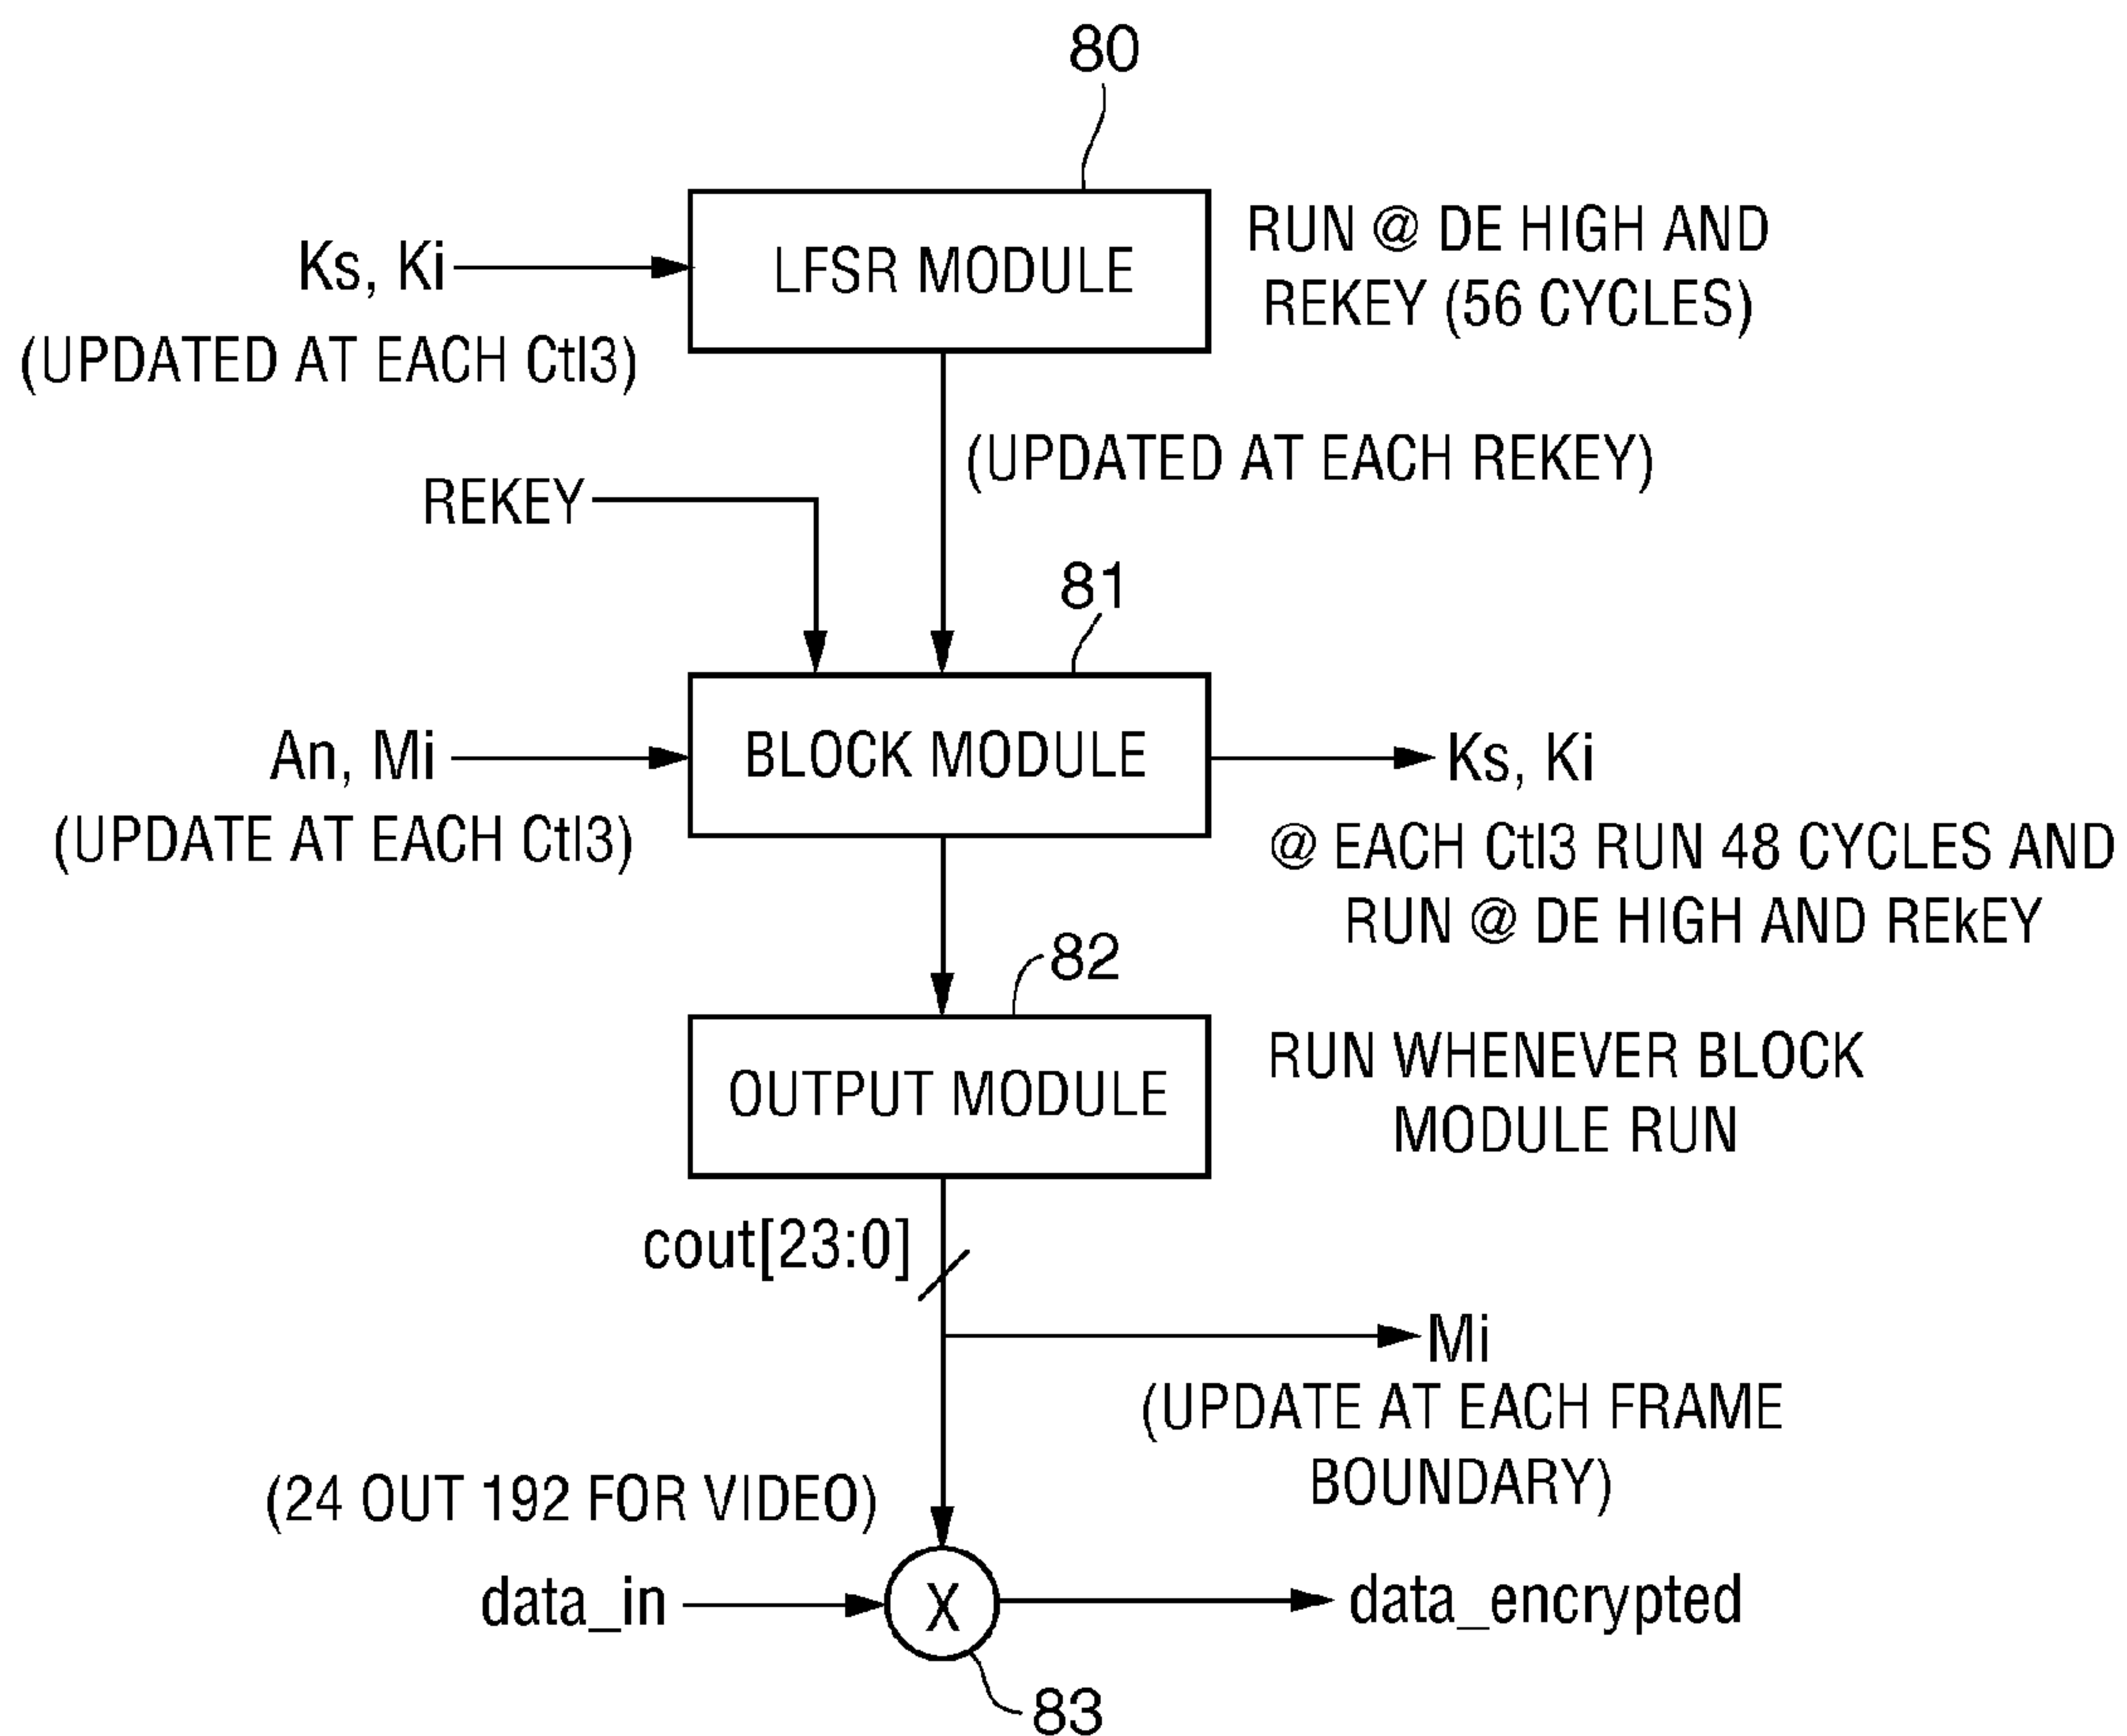 80
Ks, Ki
(UPDATED AT EACH Ctl3)
LFSR MODULE
RUN @ DE HIGH AND
REKEY (56 CYCLES)
(UPDATED AT EACH REKEY)
REKEY
81
An, Mi
(UPDATE AT EACH Ctl3)
BLOCK MODULE
Ks, Ki
@ EACH Ctl3 RUN 48 CYCLES AND
RUN @ DE HIGH AND REkEY
82
OUTPUT MODULE
RUN WHENEVER BLOCK
MODULE RUN
cout[23:0]
Mi
(UPDATE AT EACH FRAME
BOUNDARY)
(24 OUT 192 FOR VIDEO)
data_in
X
data_encrypted
83